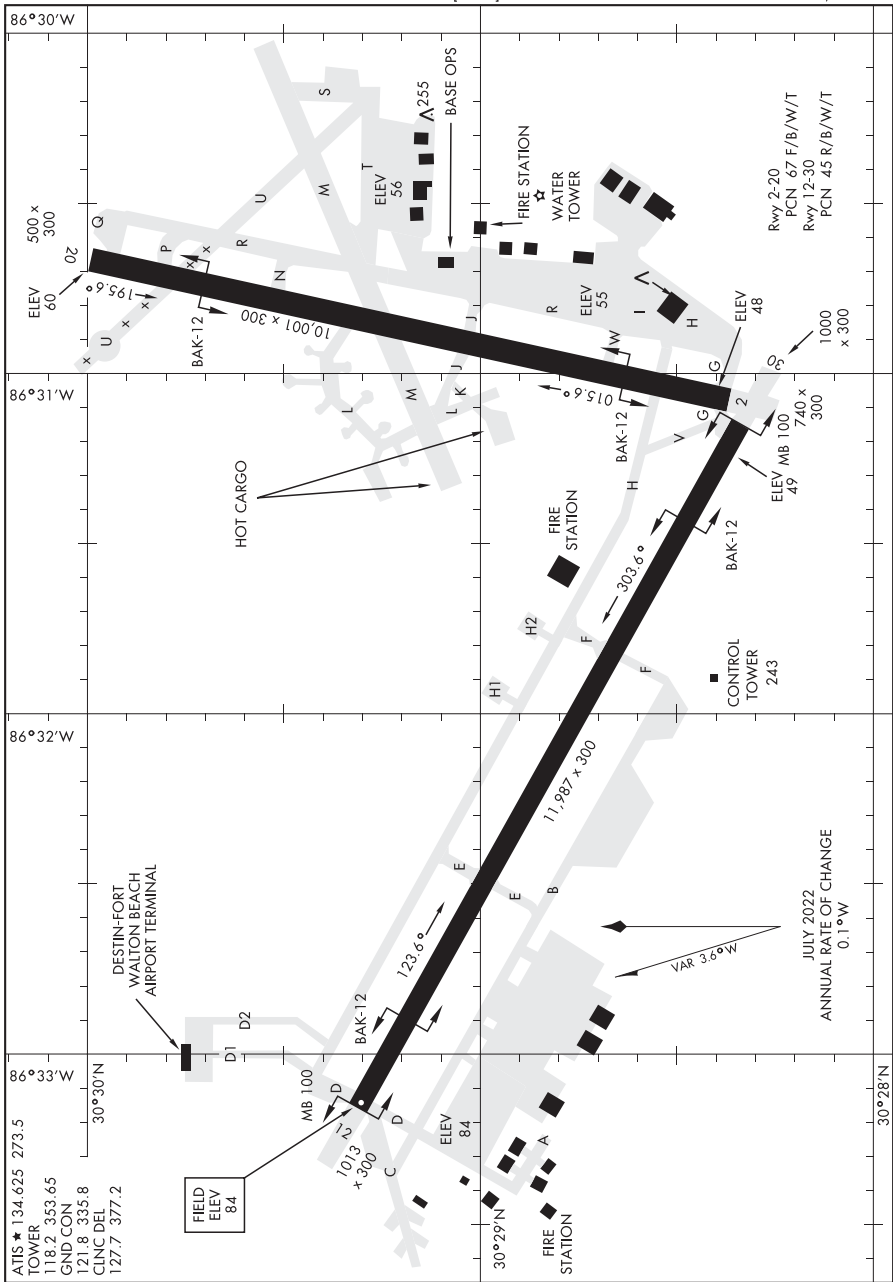 86°30'W
500 x
300
20
ELEV
60
Q
P
U
R
U
N
M
S
T
x
x
x
x
x
x
195.6°
BAK-12
10,001 x 300
255
BASE OPS
ELEV
56
FIRE STATION
WATER
TOWER
Rwy 2-20
PCN 67 F/B/W/T
Rwy 12-30
PCN 45 R/B/W/T
ELEV
55
R
I
H
J
J
W
ELEV
48
G
30
1000
x 300
86°31'W
L
M
L
K
015.6°
BAK-12
G
2
V
MB 100
740 x
300
ELEV
49
HOT CARGO
H
FIRE
STATION
303.6°
BAK-12
H2
H1
F
F
CONTROL
TOWER
243
86°32'W
11,987 x 300
DESTIN-FORT
WALTON BEACH
AIRPORT TERMINAL
E
E
B
123.6°
BAK-12
VAR 3.6°W
JULY 2022
ANNUAL RATE OF CHANGE
0.1°W
D2
D1
86°33'W
30°30'N
MB 100
D
D
12
1013
x 300
C
ELEV
84
A
FIELD
ELEV
84
30°29'N
FIRE
STATION
30°28'N
ATIS ★ 134.625 273.5
TOWER
118.2 353.65
GND CON
121.8 335.8
CLNC DEL
127.7 377.2